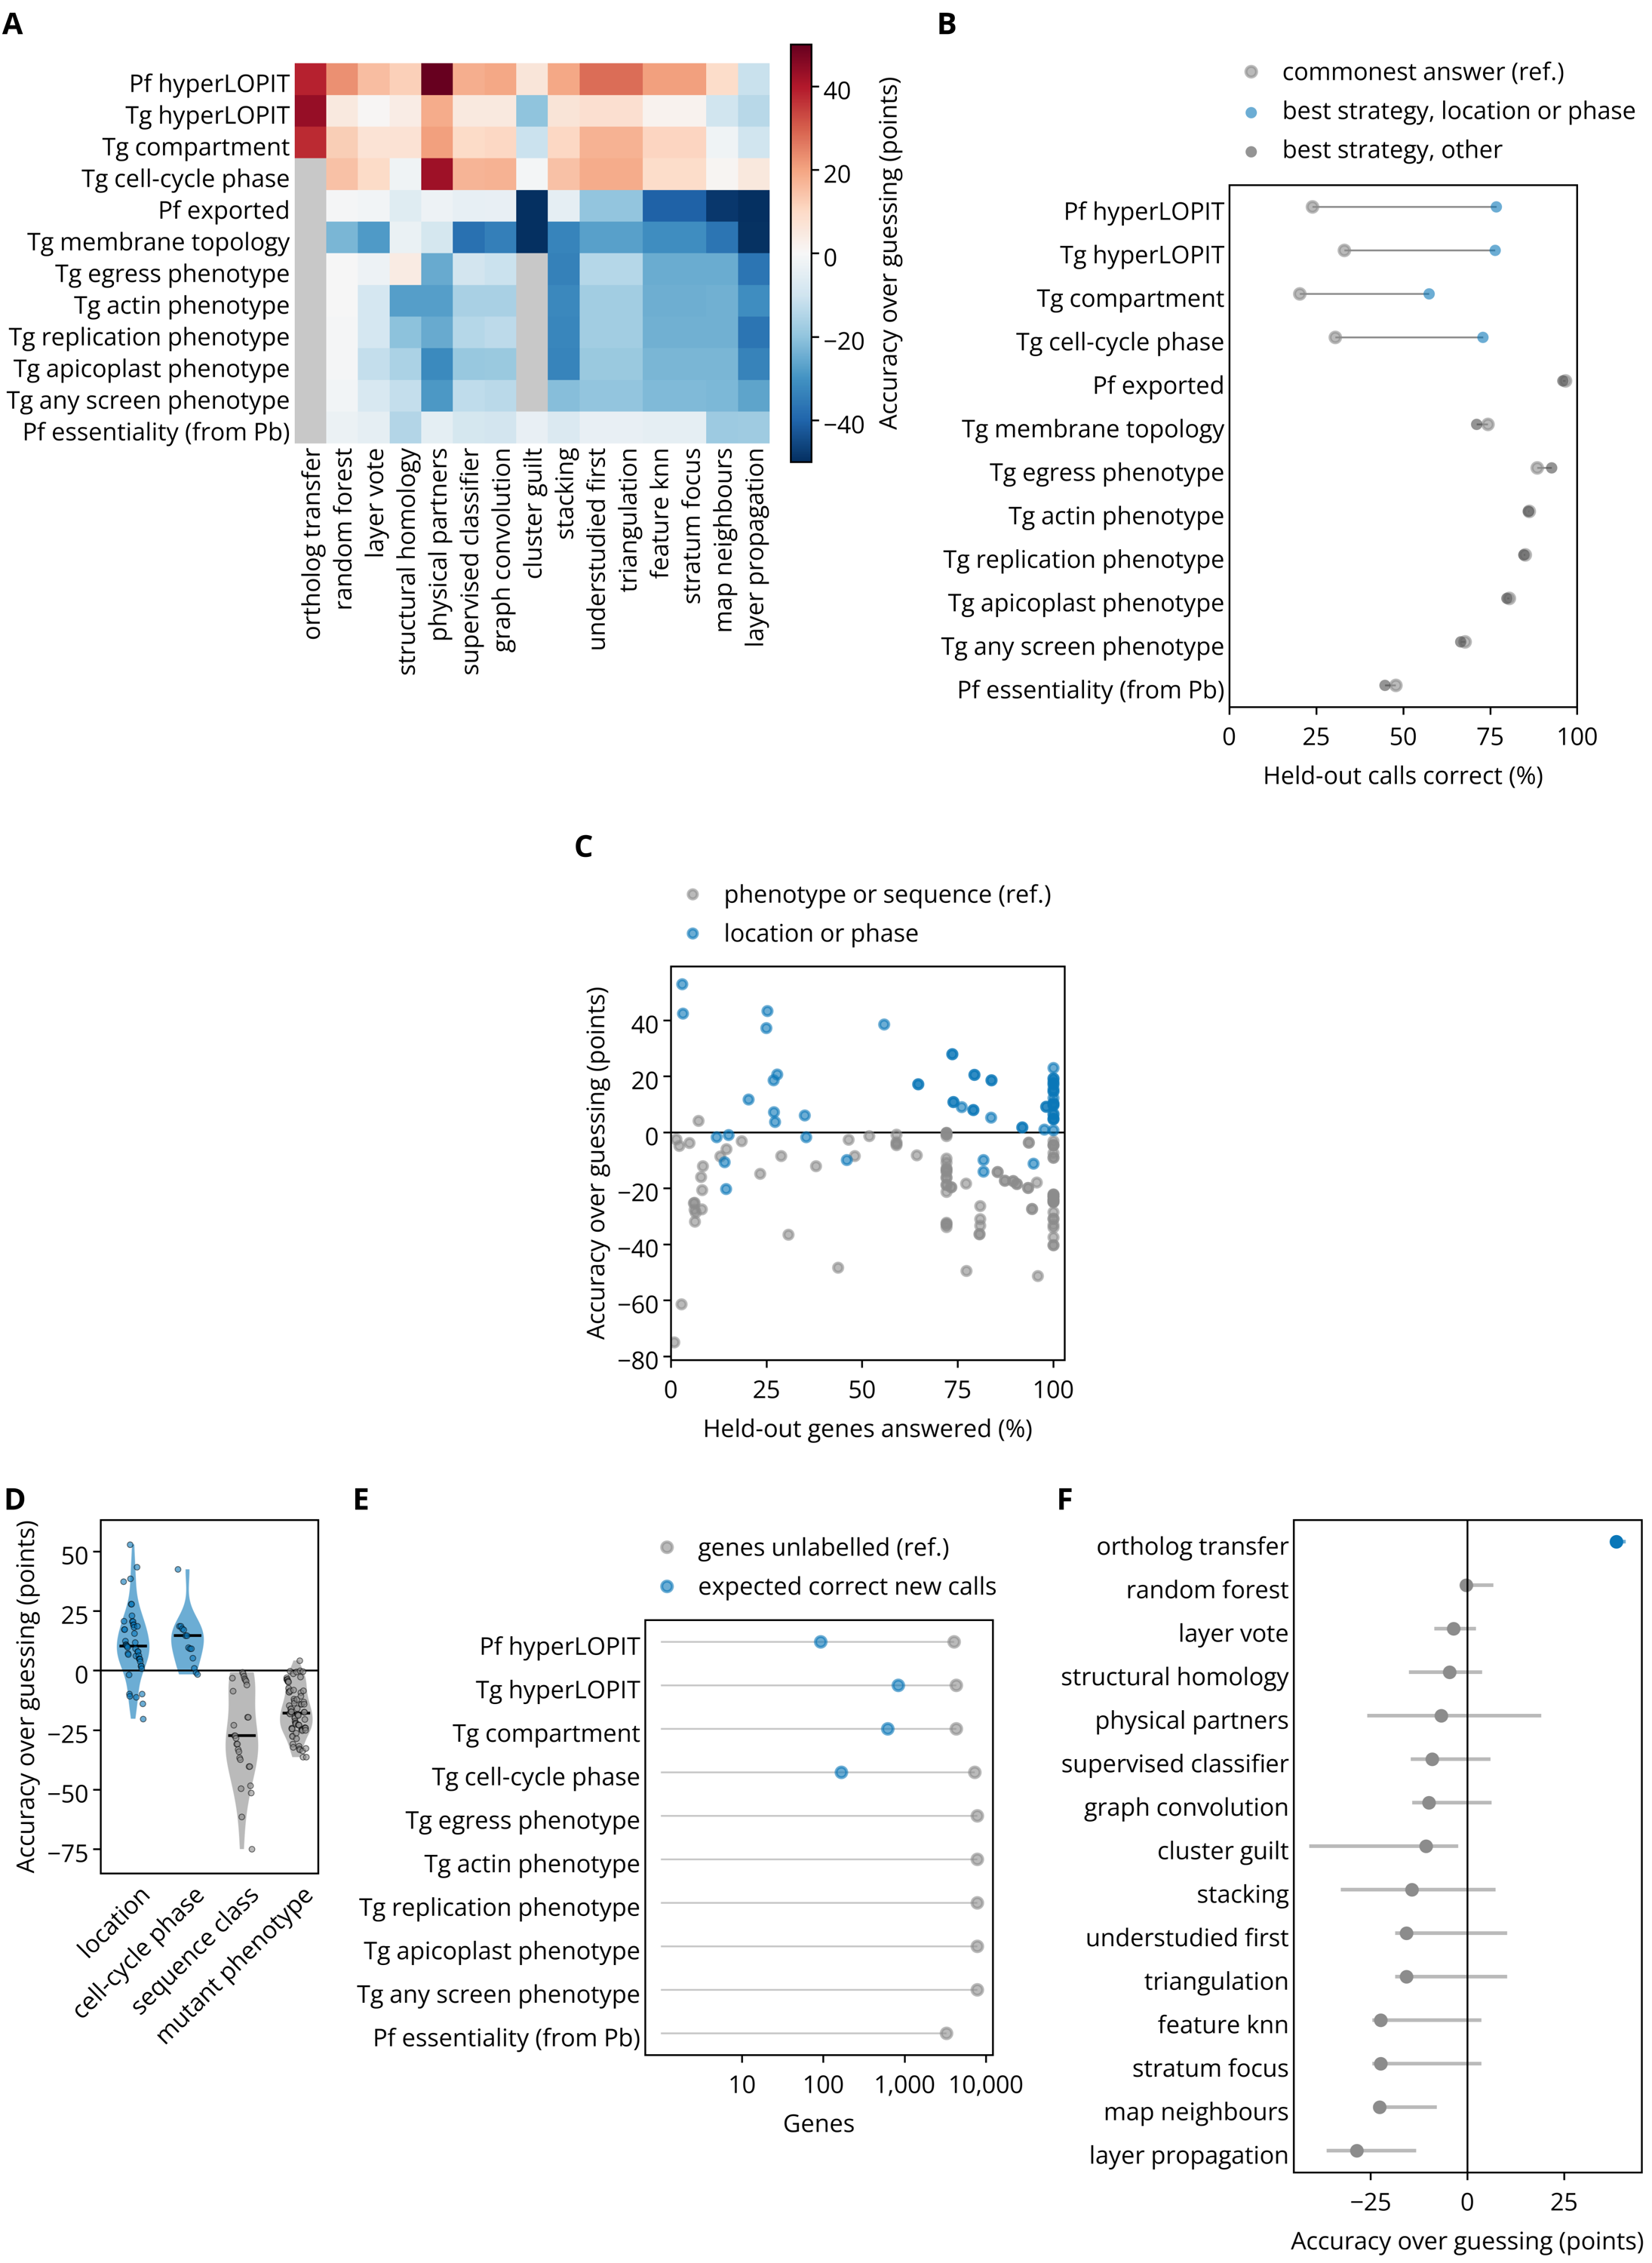 A
Pf hyperLOPIT
Tg hyperLOPIT
Tg compartment
Tg cell-cycle phase
Pf exported
Tg membrane topology
Tg egress phenotype
Tg actin phenotype
Tg replication phenotype
Tg apicoplast phenotype
Tg any screen phenotype
Pf essentiality (from Pb)
ortholog transfer
random forest
layer vote
structural homology
physical partners
supervised classifier
graph convolution
cluster guilt
stacking
understudied first
triangulation
feature knn
stratum focus
map neighbours
layer propagation
40
20
0
−20
−40
Accuracy over guessing (points)
B
commonest answer (ref.)
best strategy, location or phase
best strategy, other
Pf hyperLOPIT
Tg hyperLOPIT
Tg compartment
Tg cell-cycle phase
Pf exported
Tg membrane topology
Tg egress phenotype
Tg actin phenotype
Tg replication phenotype
Tg apicoplast phenotype
Tg any screen phenotype
Pf essentiality (from Pb)
0 25 50 75 100
Held-out calls correct (%)
C
phenotype or sequence (ref.)
location or phase
Accuracy over guessing (points)
40
20
0
−20
−40
−60
−80
0 25 50 75 100
Held-out genes answered (%)
D
Accuracy over guessing (points)
50
25
0
−25
−50
−75
location
cell-cycle phase
sequence class
mutant phenotype
E
genes unlabelled (ref.)
expected correct new calls
Pf hyperLOPIT
Tg hyperLOPIT
Tg compartment
Tg cell-cycle phase
Tg egress phenotype
Tg actin phenotype
Tg replication phenotype
Tg apicoplast phenotype
Tg any screen phenotype
Pf essentiality (from Pb)
10 100 1,000 10,000
Genes
F
ortholog transfer
random forest
layer vote
structural homology
physical partners
supervised classifier
graph convolution
cluster guilt
stacking
understudied first
triangulation
feature knn
stratum focus
map neighbours
layer propagation
−25 0 25
Accuracy over guessing (points)